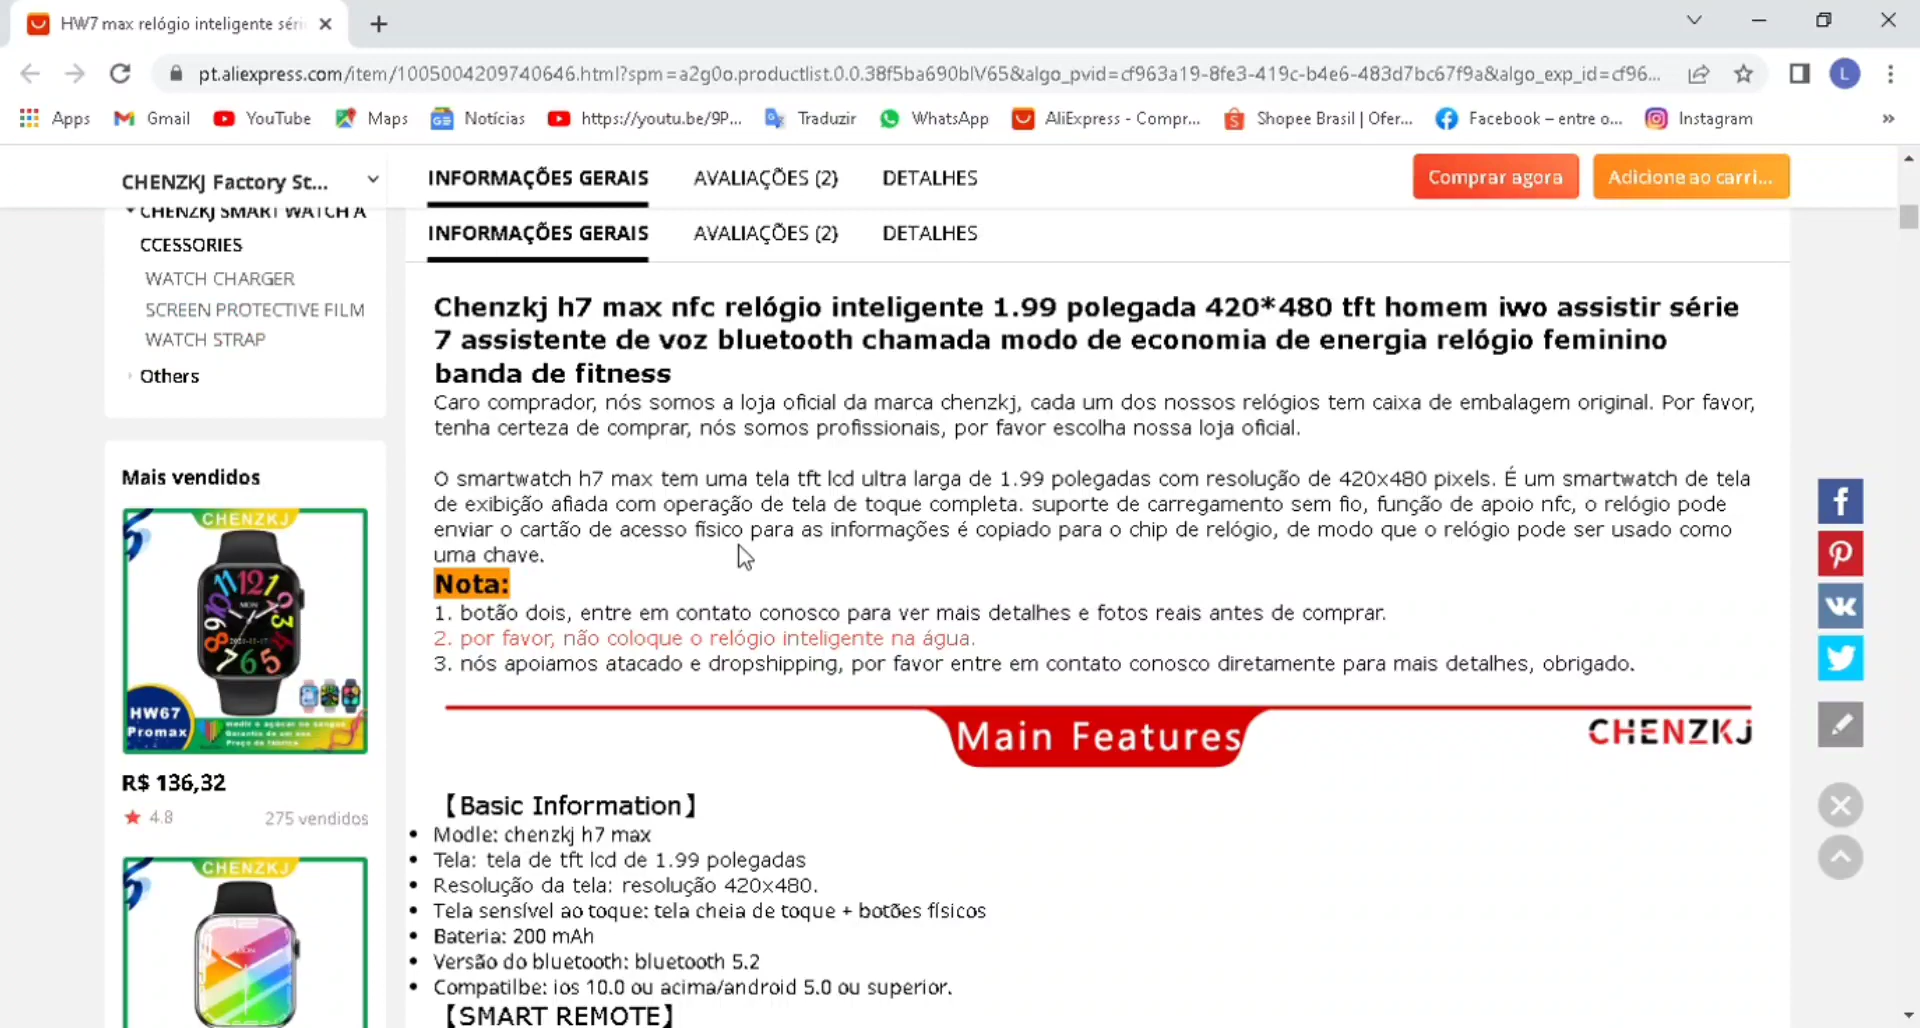 HW7 max relógio inteligente séri
pt.aliexpress.com/item/1005004209740646.html?spm=a2g0o.productlist.0.0.38f5ba690blV65&algo_pvid=cf963a19-8fe3-419c-b4e6-483d7bc67f9a&algo_exp_id=cf96...
L
Apps
Gmail
YouTube
Maps
Notícias
https://youtu.be/9P...
Traduzir
WhatsApp
AliExpress - Compr...
Shopee Brasil | Ofer...
Facebook – entre o...
Instagram
»
CHENZKJ Factory St...
INFORMAÇÕES GERAIS
AVALIAÇÕES (2)
DETALHES
Comprar agora
Adicione ao carri...
CHENZKJ SMART WATCH A
CCESSORIES
WATCH CHARGER
SCREEN PROTECTIVE FILM
WATCH STRAP
Others
INFORMAÇÕES GERAIS
AVALIAÇÕES (2)
DETALHES
Chenzkj h7 max nfc relógio inteligente 1.99 polegada 420*480 tft homem iwo assistir série
7 assistente de voz bluetooth chamada modo de economia de energia relógio feminino
banda de fitness
Caro comprador, nós somos a loja oficial da marca chenzkj, cada um dos nossos relógios tem caixa de embalagem original. Por favor,
tenha certeza de comprar, nós somos profissionais, por favor escolha nossa loja oficial.
O smartwatch h7 max tem uma tela tft lcd ultra larga de 1.99 polegadas com resolução de 420x480 pixels. É um smartwatch de tela
de exibição afiada com operação de tela de toque completa. suporte de carregamento sem fio, função de apoio nfc, o relógio pode
enviar o cartão de acesso físico para as informações é copiado para o chip de relógio, de modo que o relógio pode ser usado como
uma chave.
Nota:
1. botão dois, entre em contato conosco para ver mais detalhes e fotos reais antes de comprar.
2. por favor, não coloque o relógio inteligente na água.
3. nós apoiamos atacado e dropshipping, por favor entre em contato conosco diretamente para mais detalhes, obrigado.
Main Features
CHENZKJ
【Basic Information】
• Modle: chenzkj h7 max
• Tela: tela de tft lcd de 1.99 polegadas
• Resolução da tela: resolução 420x480.
• Tela sensível ao toque: tela cheia de toque + botões físicos
• Bateria: 200 mAh
• Versão do bluetooth: bluetooth 5.2
• Compatilbe: ios 10.0 ou acima/android 5.0 ou superior.
【SMART REMOTE】
Mais vendidos
CHENZKJ
HW67
Promax
Medir o açúcar no sangue
Garantia de um ano
Preço de fábrica
R$ 136,32
4.8
275 vendidos
CHENZKJ